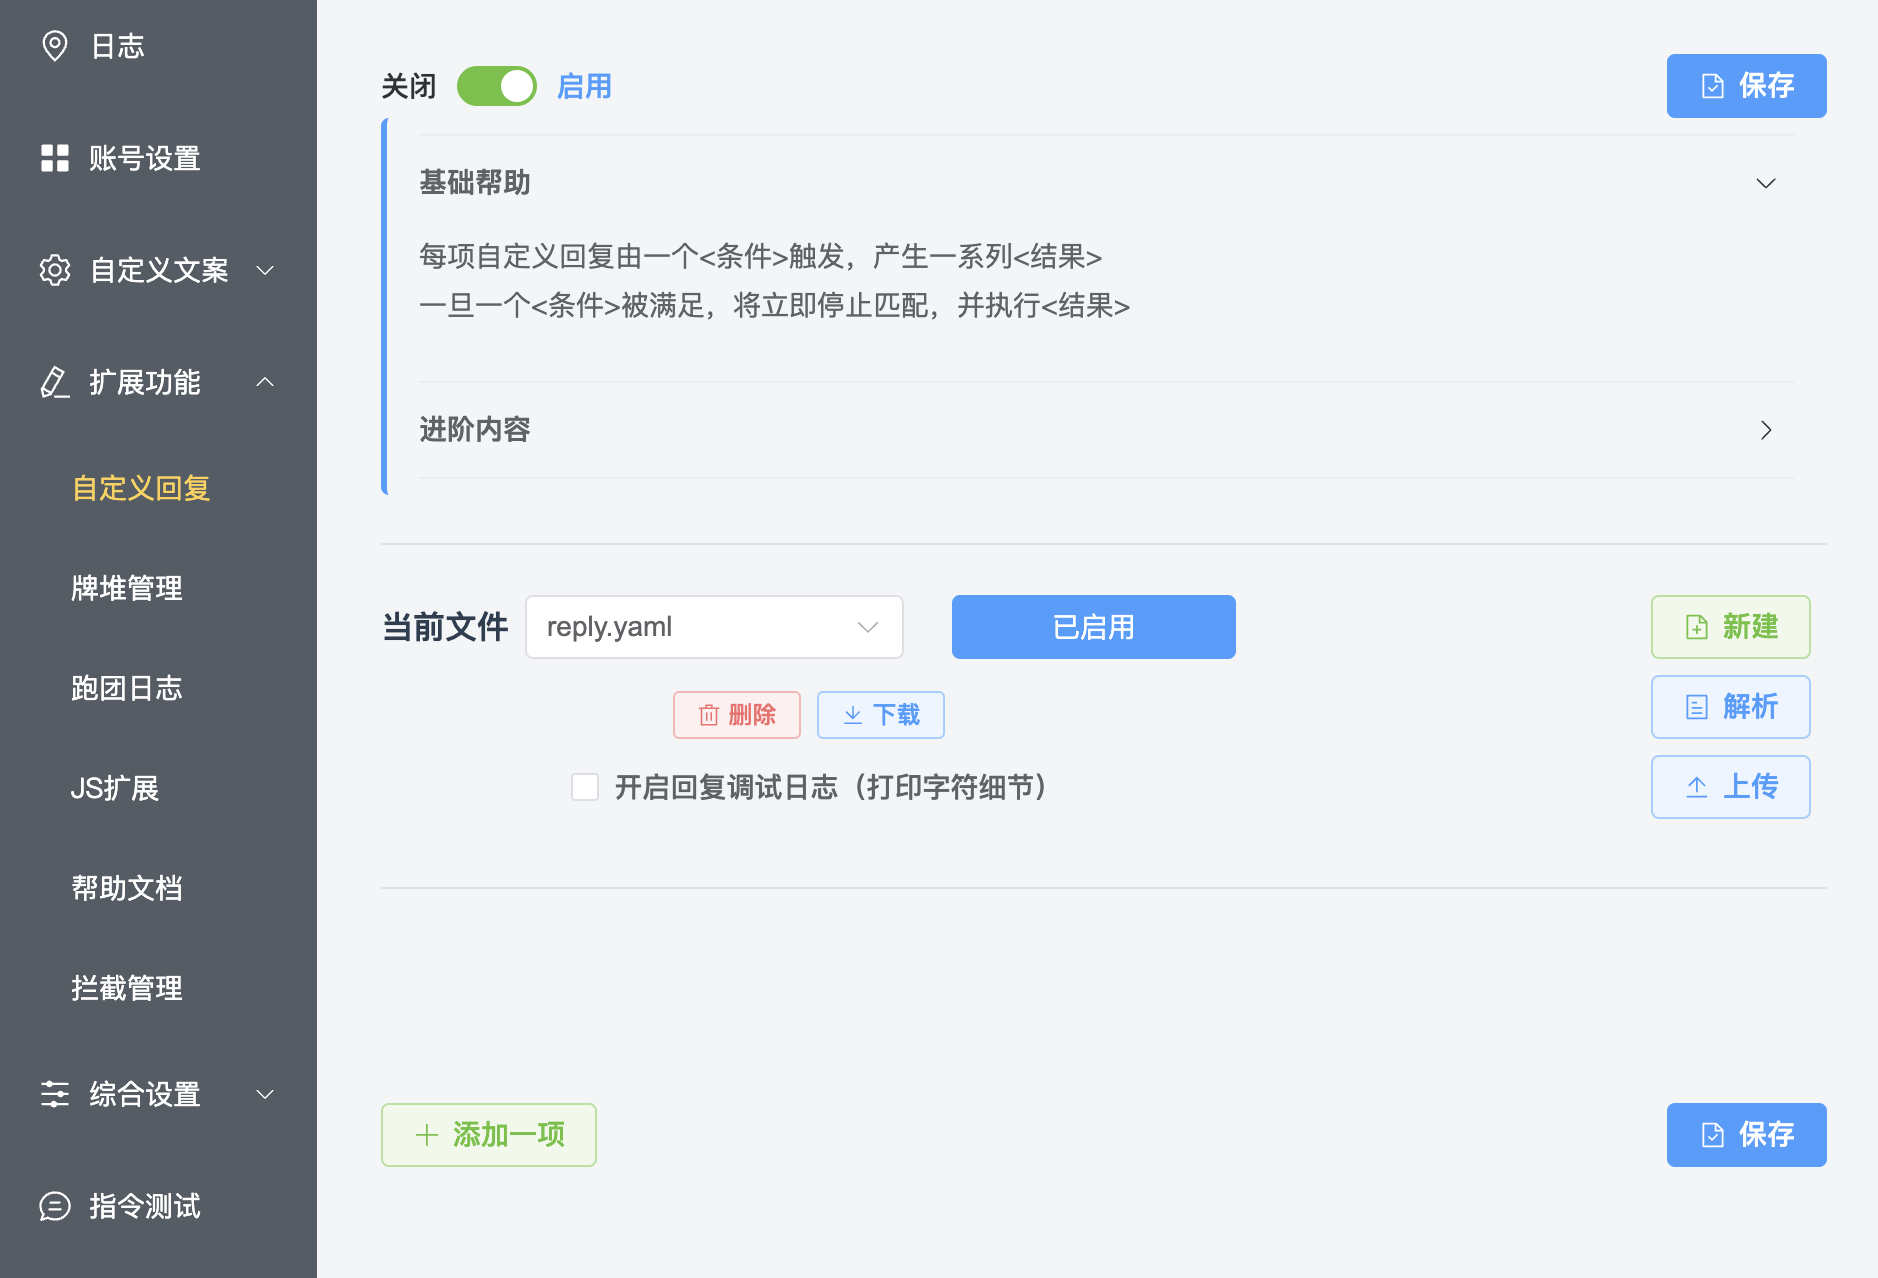 日志
账号设置
自定义文案
扩展功能
自定义回复
牌堆管理
跑团日志
JS扩展
帮助文档
拦截管理
综合设置
指令测试
关闭 启用
保存
基础帮助
每项自定义回复由一个<条件>触发，产生一系列<结果>
一旦一个<条件>被满足，将立即停止匹配，并执行<结果>
进阶内容
当前文件 reply.yaml 已启用
新建
删除 下载
解析
开启回复调试日志（打印字符细节）
上传
添加一项
保存